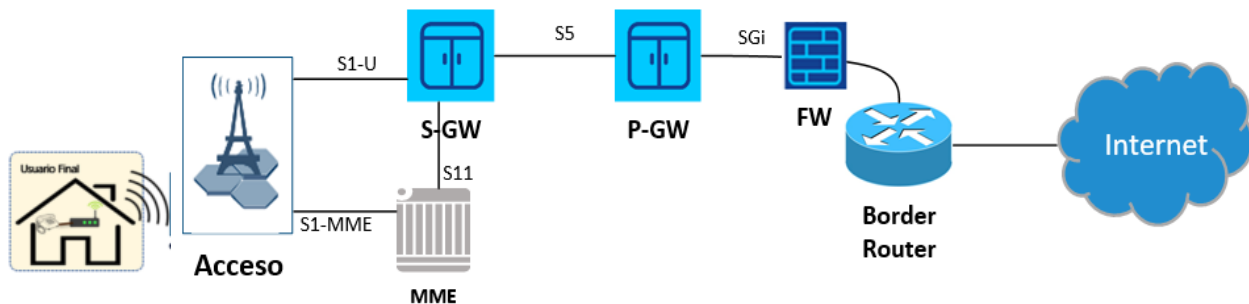 S5
SGi
S1-U
S-GW
P-GW
FW
Internet
Usuario Final
S11
S1-MME
Acceso
MME
Border
Router